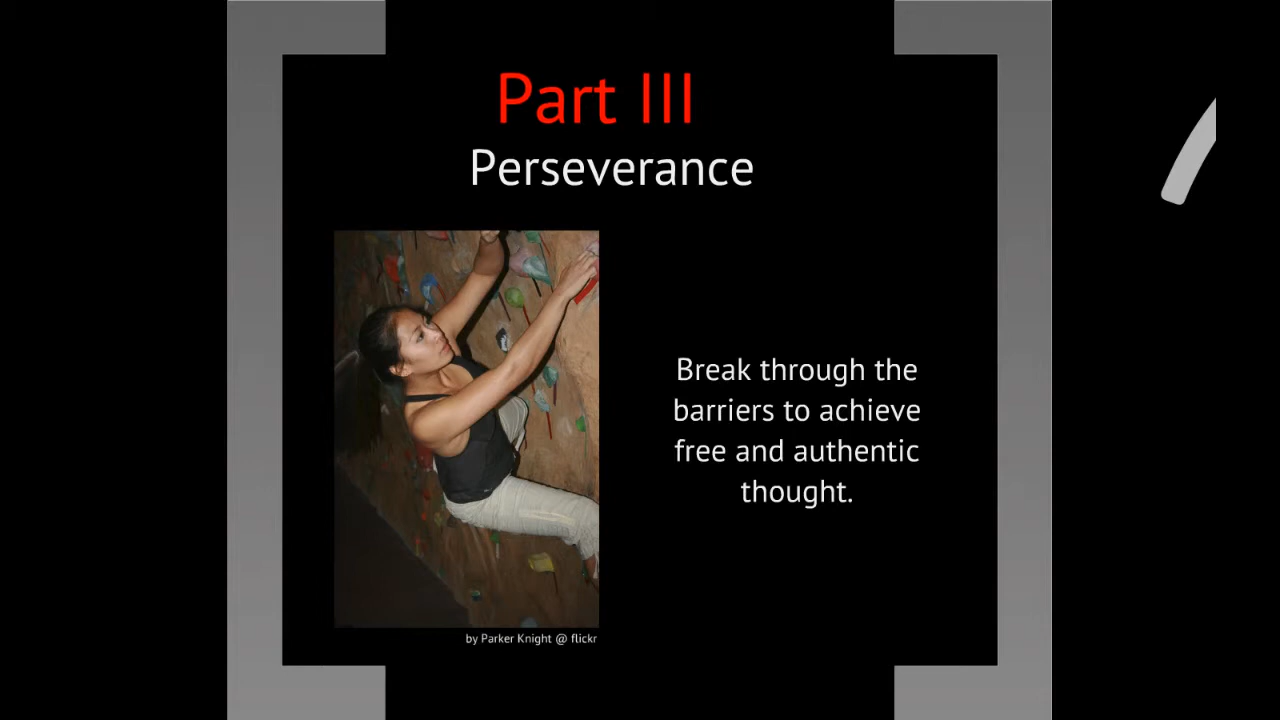 Part III
Perseverance
Break through the
barriers to achieve
free and authentic
thought.
by Parker Knight @ flickr